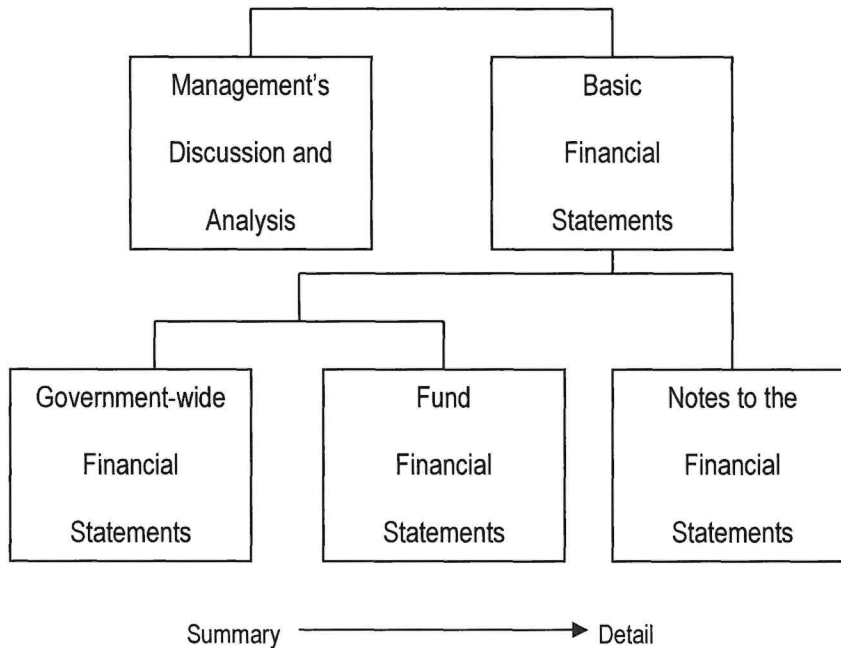 Management's
Discussion and
Analysis
Basic
Financial
Statements
Government-wide
Financial
Statements
Fund
Financial
Statements
Notes to the
Financial
Statements
Summary
Detail